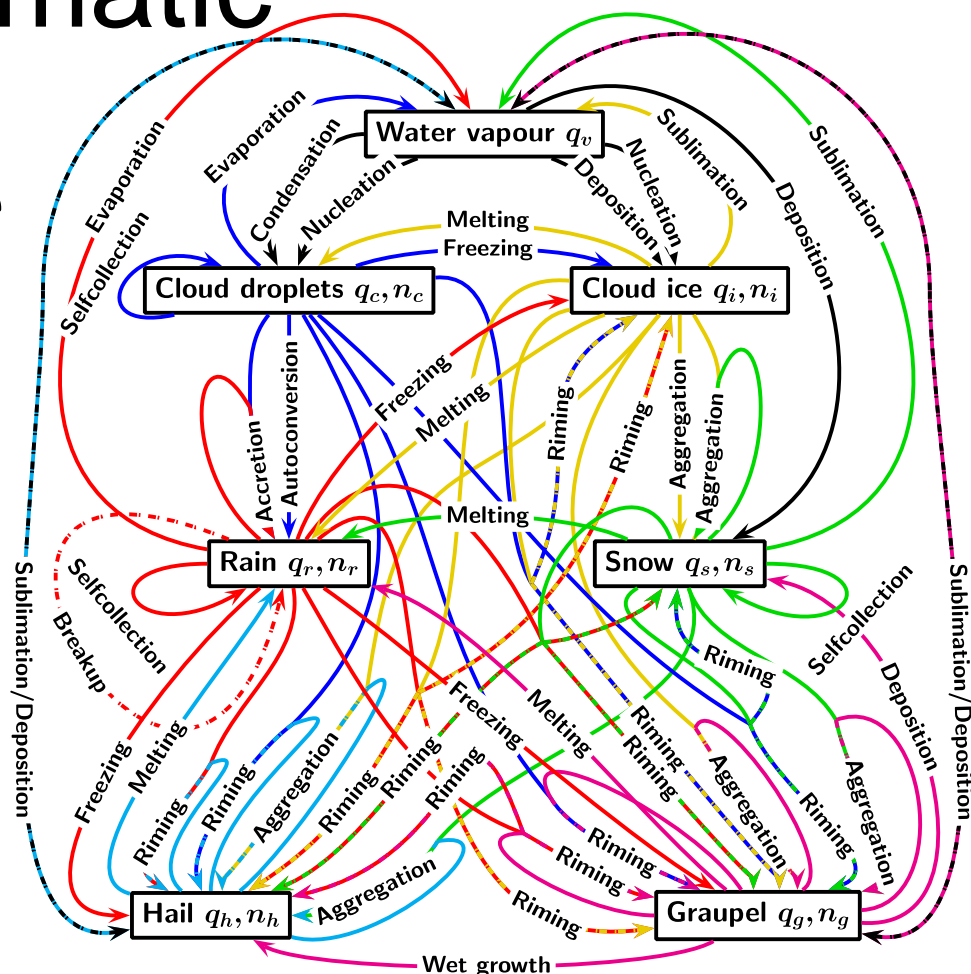 matic
Evaporation
Evaporation
Selfcollection
Condensation
Nucleation
Water vapour q_v
Deposition
Nucleation
Sublimation
Sublimation
Deposition
Melting
Freezing
Cloud droplets q_c, n_c
Cloud ice q_i, n_i
Accretion
Autoconversion
Freezing
Melting
Riming
Riming
Aggregation
Aggregation
Melting
Rain q_r, n_r
Snow q_s, n_s
Selfcollection
Breakup
Sublimation/Deposition
Selfcollection
Riming
Deposition
Sublimation/Deposition
Freezing
Melting
Riming
Riming
Aggregation
Riming
Riming
Riming
Freezing
Melting
Riming
Riming
Aggregation
Riming
Aggregation
Riming
Riming
Riming
Aggregation
Hail q_h, n_h
Graupel q_g, n_g
Wet growth